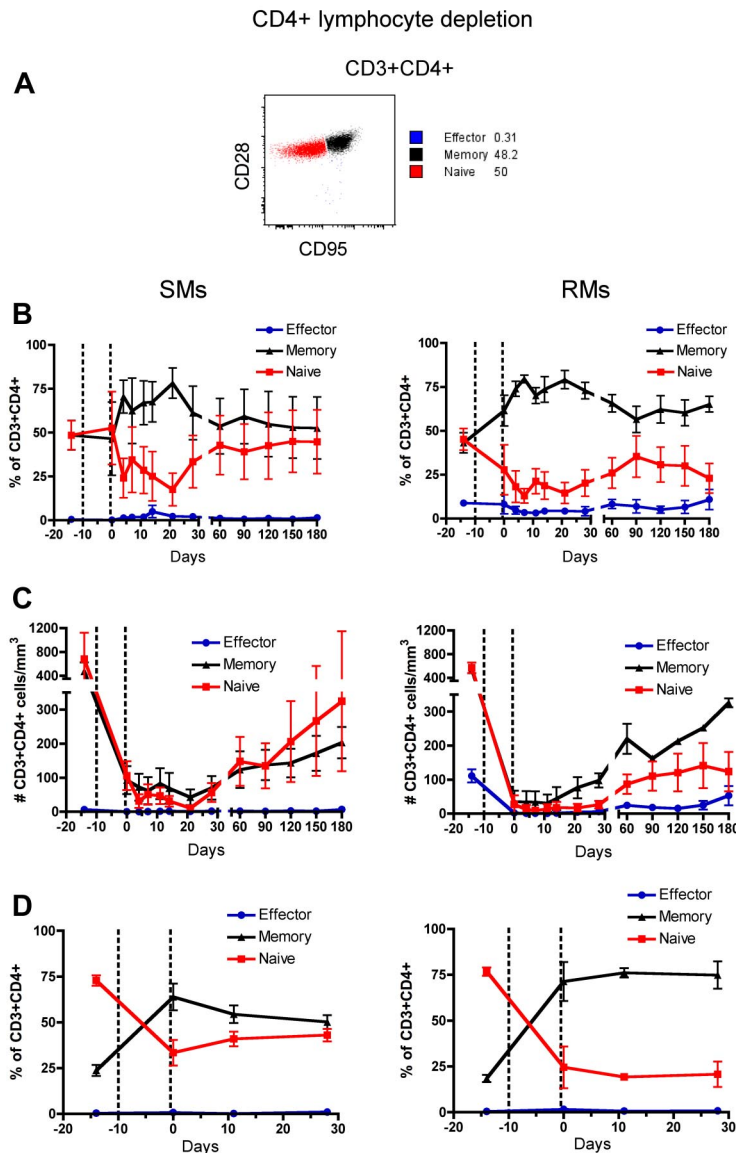 CD4+ lymphocyte depletion
A
CD3+CD4+
CD28
CD95
Effector 0.31
Memory 48.2
Naive 50
SMs
RMs
B
% of CD3+CD4+
100
75
50
25
0
-20 -10 0 10 20 30 60 90 120 150 180
Days
Effector
Memory
Naive
% of CD3+CD4+
100
75
50
25
0
-20 -10 0 10 20 30 60 90 120 150 180
Days
Effector
Memory
Naive
C
# CD3+CD4+ cells/mm³
1200
800
400
300
200
100
0
-20 -10 0 10 20 30 60 90 120 150 180
Days
Effector
Memory
Naive
# CD3+CD4+ cells/mm³
1200
800
400
300
200
100
0
-20 -10 0 10 20 30 60 90 120 150 180
Days
Effector
Memory
Naive
D
% of CD3+CD4+
100
75
50
25
0
-20 -10 0 10 20 30
Days
Effector
Memory
Naive
% of CD3+CD4+
100
75
50
25
0
-20 -10 0 10 20 30
Days
Effector
Memory
Naive